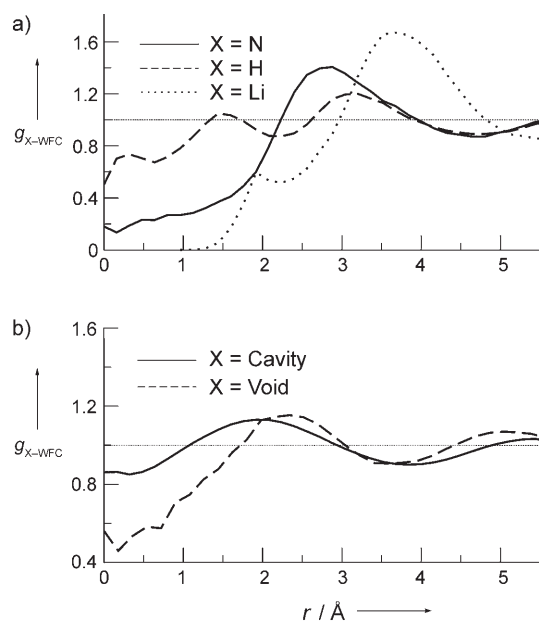 a)
1.6
1.2
0.8
0.4
0
gX–WFC
X = N
X = H
X = Li
0 1 2 3 4 5
b)
1.6
1.2
0.8
0.4
gX–WFC
X = Cavity
X = Void
0 1 2 3 4 5
r / Å